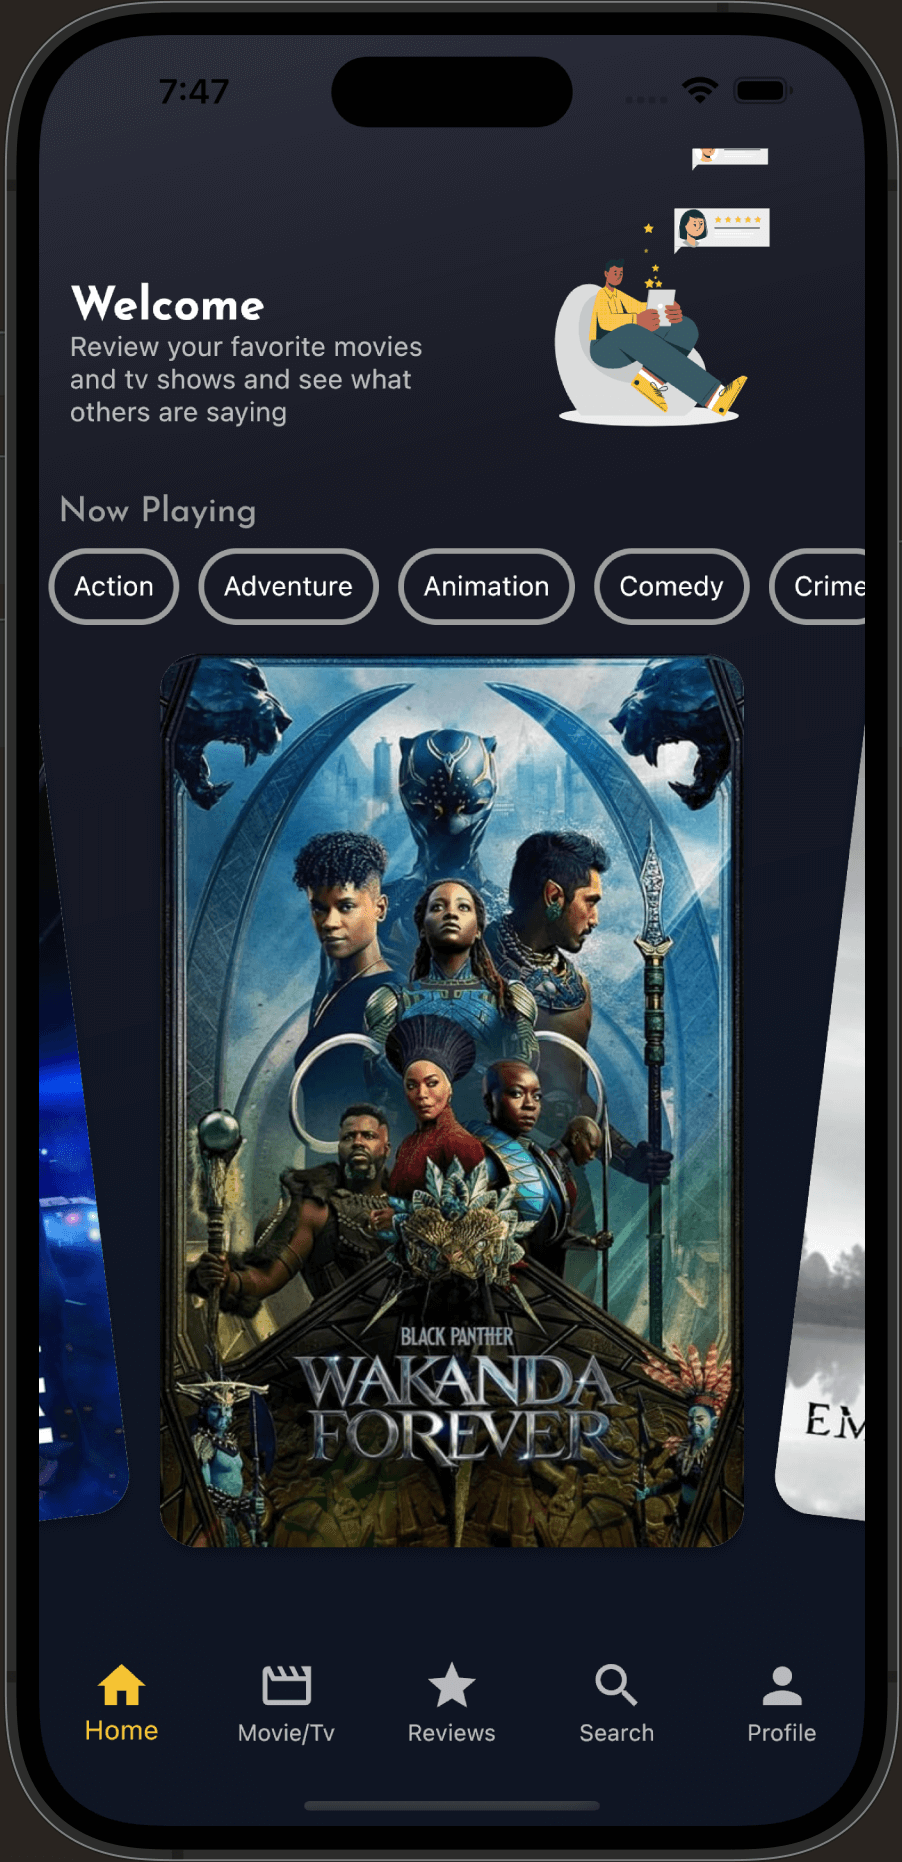 7:47
Welcome
Review your favorite movies
and tv shows and see what
others are saying
Now Playing
Action Adventure Animation Comedy Crime
BLACK PANTHER
WAKANDA
FOREVER
Home Movie/Tv Reviews Search Profile